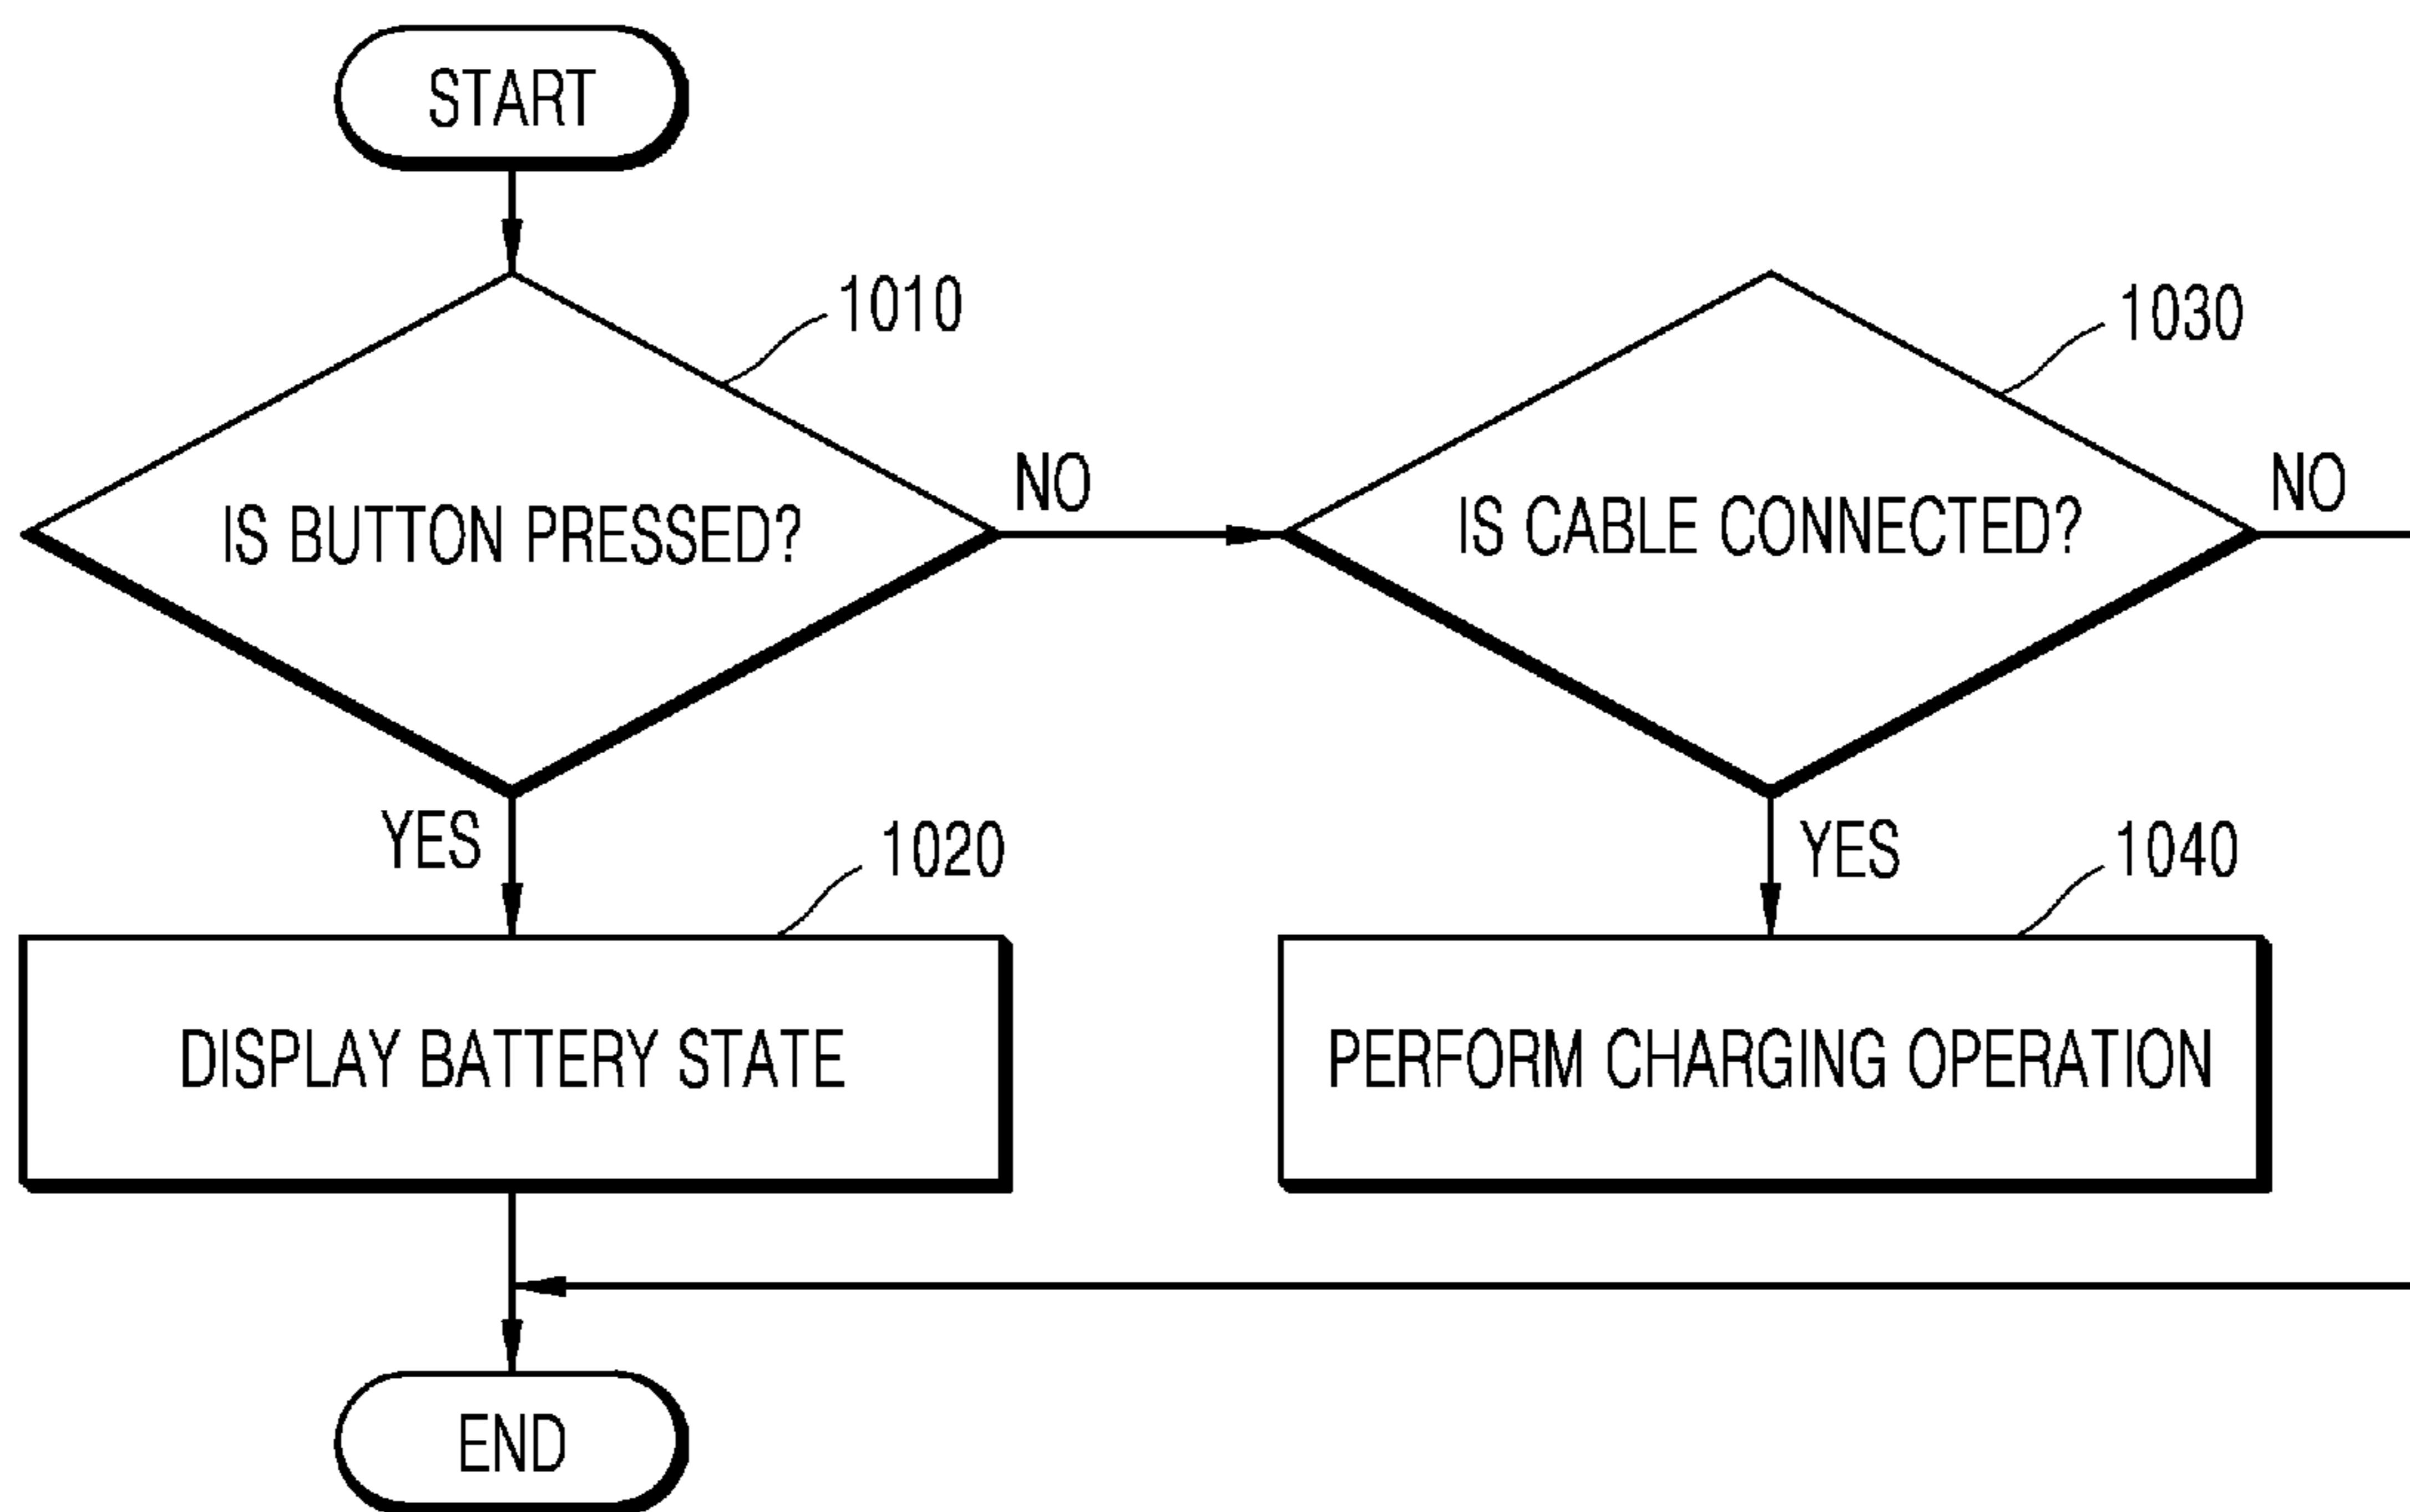 START
1010
1030
NO
NO
IS BUTTON PRESSED?
IS CABLE CONNECTED?
YES
1020
YES
1040
DISPLAY BATTERY STATE
PERFORM CHARGING OPERATION
END